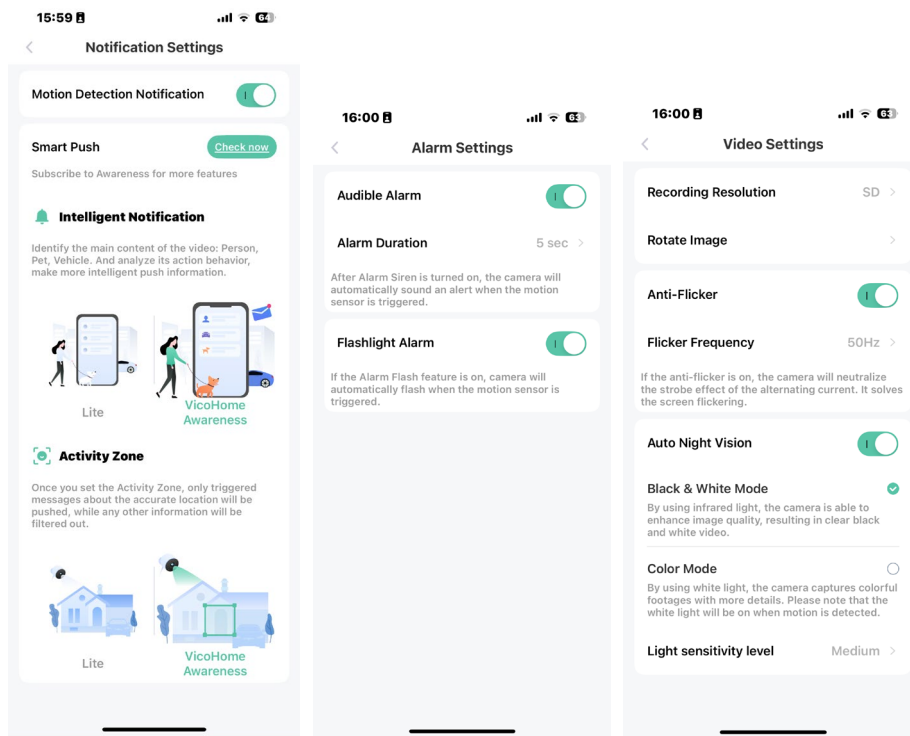 15:59
64
Notification Settings
Motion Detection Notification
Smart Push
Check now
Subscribe to Awareness for more features
Intelligent Notification
Identify the main content of the video: Person,
Pet, Vehicle. And analyze its action behavior,
make more intelligent push information.
Lite
VicoHome
Awareness
Activity Zone
Once you set the Activity Zone, only triggered
messages about the accurate location will be
pushed, while any other information will be
filtered out.
Lite
VicoHome
Awareness
16:00
63
Alarm Settings
Audible Alarm
Alarm Duration
5 sec
After Alarm Siren is turned on, the camera will
automatically sound an alert when the motion
sensor is triggered.
Flashlight Alarm
If the Alarm Flash feature is on, camera will
automatically flash when the motion sensor is
triggered.
16:00
63
Video Settings
Recording Resolution
SD
Rotate Image
Anti-Flicker
Flicker Frequency
50Hz
If the anti-flicker is on, the camera will neutralize
the strobe effect of the alternating current. It solves
the screen flickering.
Auto Night Vision
Black & White Mode
By using infrared light, the camera is able to
enhance image quality, resulting in clear black
and white video.
Color Mode
By using white light, the camera captures colorful
footages with more details. Please note that the
white light will be on when motion is detected.
Light sensitivity level
Medium